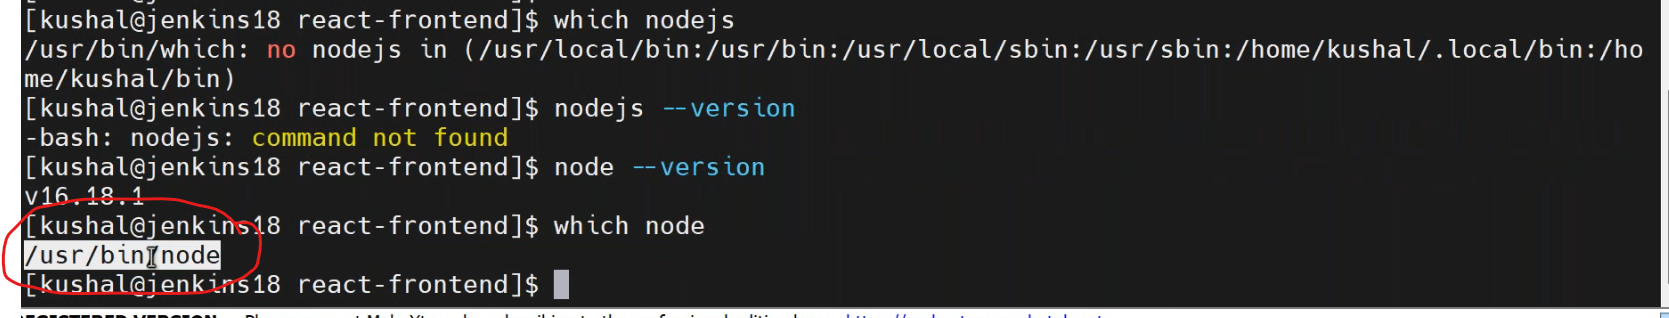 [kushal@jenkins18 react-frontend]$ which nodejs
/usr/bin/which: no nodejs in (/usr/local/bin:/usr/bin:/usr/local/sbin:/usr/sbin:/home/kushal/.local/bin:/ho
me/kushal/bin)
[kushal@jenkins18 react-frontend]$ nodejs --version
-bash: nodejs: command not found
[kushal@jenkins18 react-frontend]$ node --version
v16.18.1
[kushal@jenkins18 react-frontend]$ which node
/usr/bin/node
[kushal@jenkins18 react-frontend]$